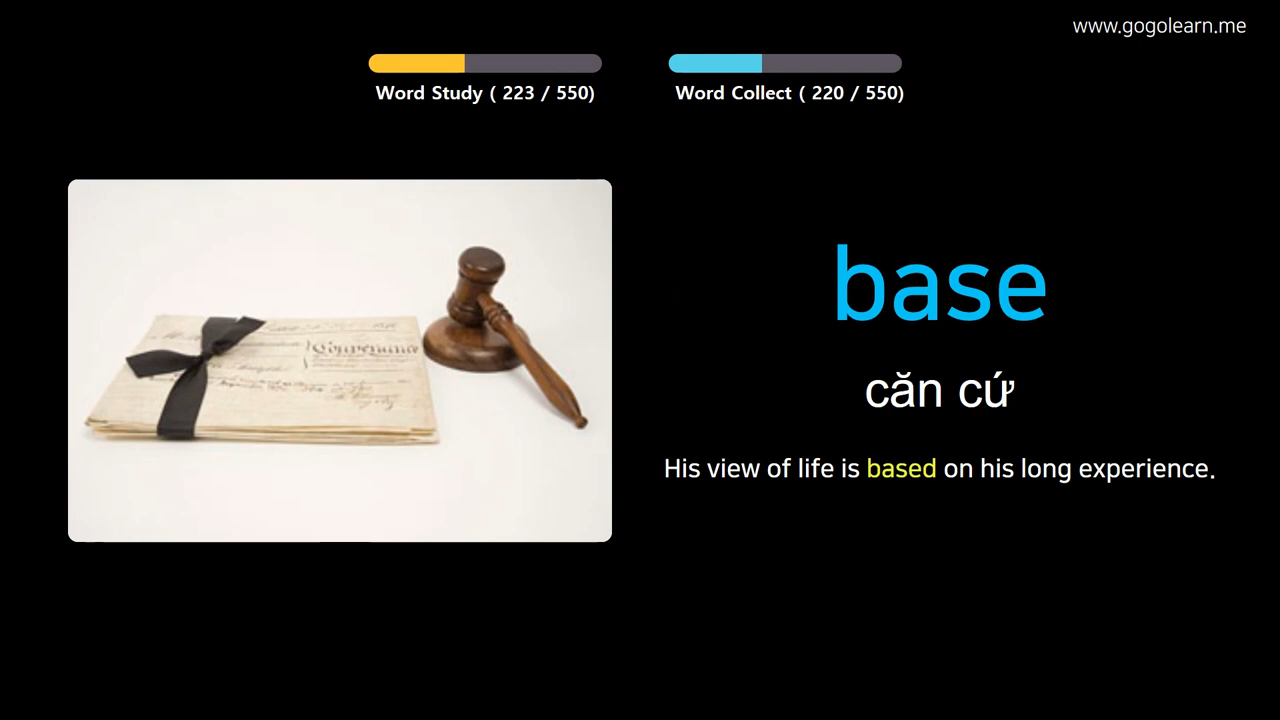 www.gogolearn.me
Word Study ( 223 / 550)
Word Collect ( 220 / 550)
Conveyance
base
căn cứ
His view of life is based on his long experience.